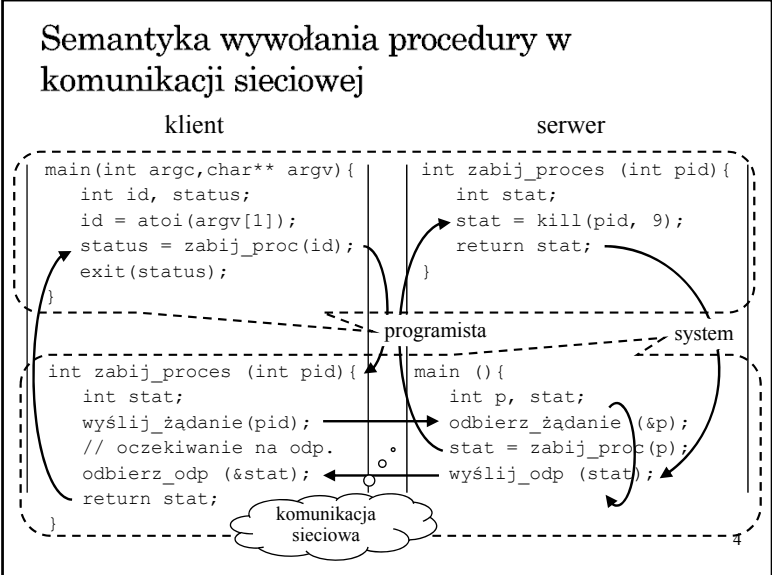 Semantyka wywołania procedury w
komunikacji sieciowej
klient
serwer
main(int argc,char** argv){
int id, status;
id = atoi(argv[1]);
status = zabij_proc(id);
exit(status);
}
int zabij_proces (int pid){
int stat;
stat = kill(pid, 9);
return stat;
}
programista
system
int zabij_proces (int pid){
int stat;
wyślij_żądanie(pid);
// oczekiwanie na odp.
odbierz_odp (&stat);
return stat;
}
main (){
int p, stat;
odbierz_żądanie (&p);
stat = zabij_proc(p);
wyślij_odp (stat);
komunikacja
sieciowa
4